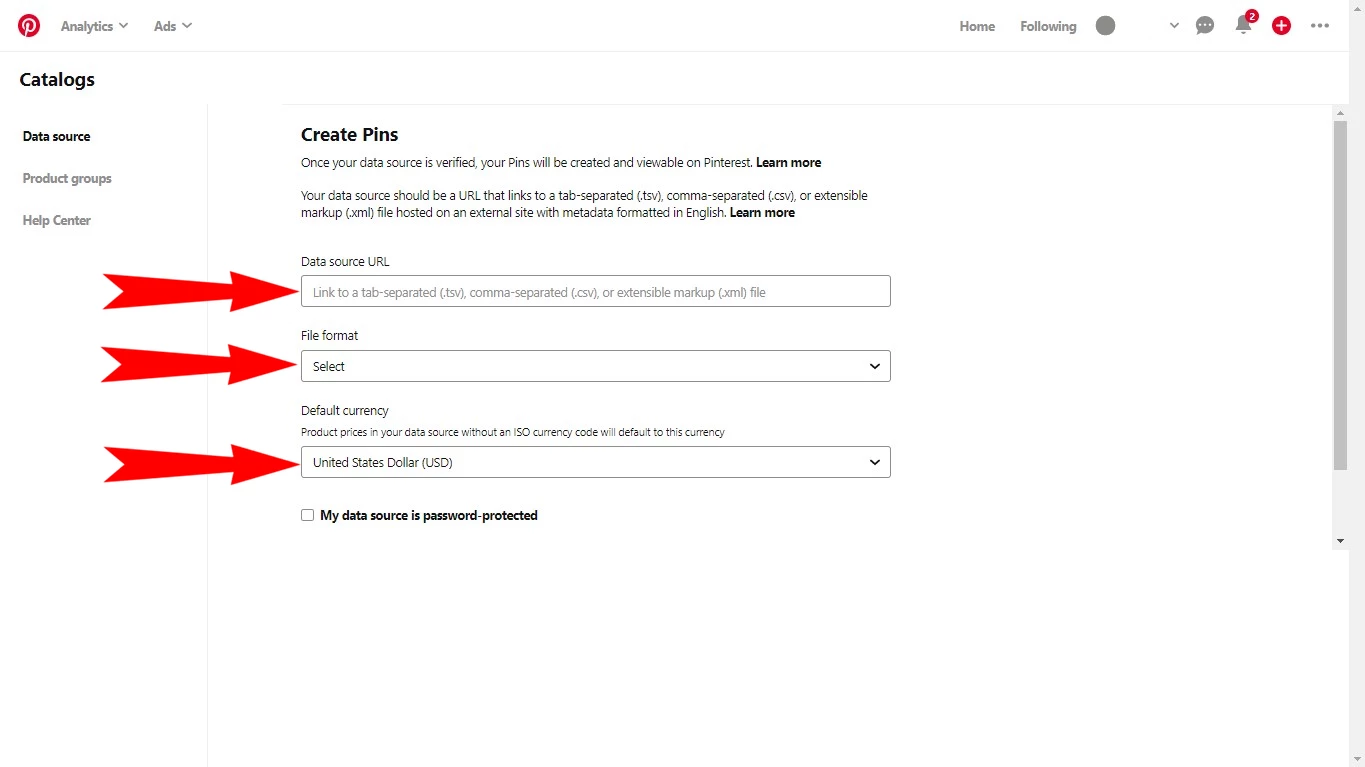 Analytics Ads Home Following 2
Catalogs
Data source
Product groups
Help Center
Create Pins
Once your data source is verified, your Pins will be created and viewable on Pinterest. Learn more
Your data source should be a URL that links to a tab-separated (.tsv), comma-separated (.csv), or extensible
markup (.xml) file hosted on an external site with metadata formatted in English. Learn more
Data source URL
Link to a tab-separated (.tsv), comma-separated (.csv), or extensible markup (.xml) file
File format
Select
Default currency
Product prices in your data source without an ISO currency code will default to this currency
United States Dollar (USD)
My data source is password-protected